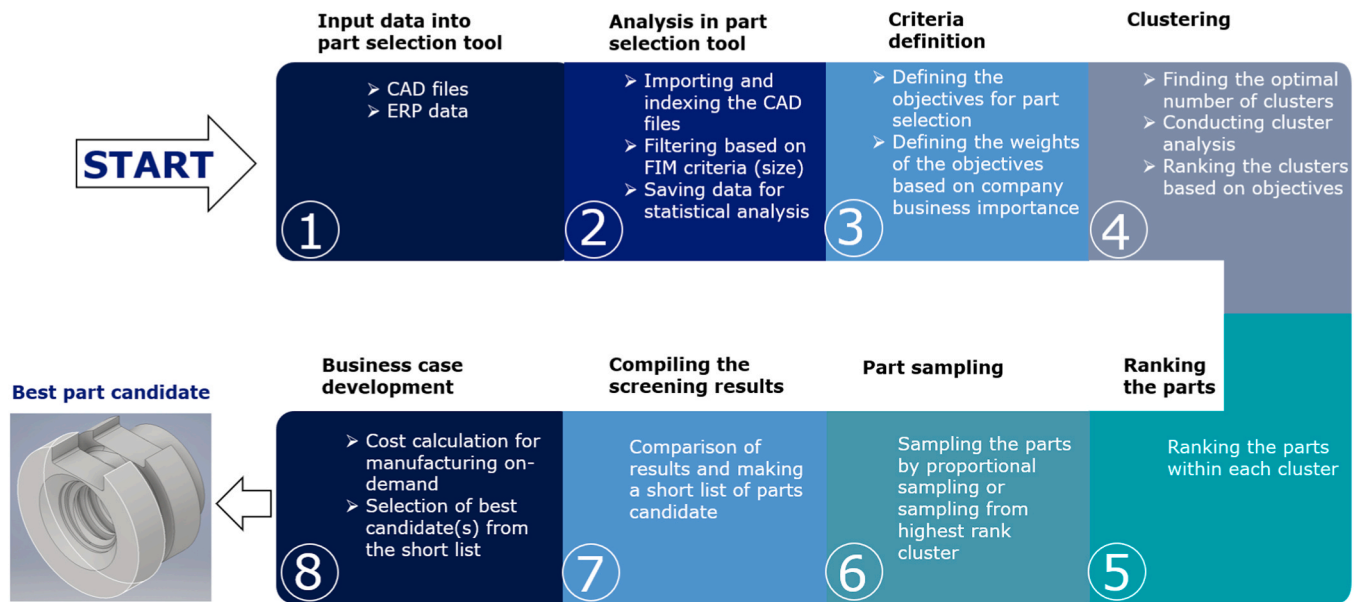 Input data into
part selection tool
Analysis in part
selection tool
Criteria
definition
Clustering
START
➢ CAD files
➢ ERP data
1
➢ Importing and
indexing the CAD
files
➢ Filtering based on
FIM criteria (size)
➢ Saving data for
statistical analysis
2
➢ Defining the
objectives for part
selection
➢ Defining the weights
of the objectives
based on company
business importance
3
➢ Finding the optimal
number of clusters
➢ Conducting cluster
analysis
➢ Ranking the clusters
based on objectives
4
Ranking
the parts
Ranking the parts
within each cluster
5
Part sampling
Sampling the parts
by proportional
sampling or
sampling from
highest rank
cluster
6
Compiling the
screening results
Comparison of
results and making
a short list of parts
candidate
7
Business case
development
➢ Cost calculation for
manufacturing on-
demand
➢ Selection of best
candidate(s) from
the short list
8
Best part candidate